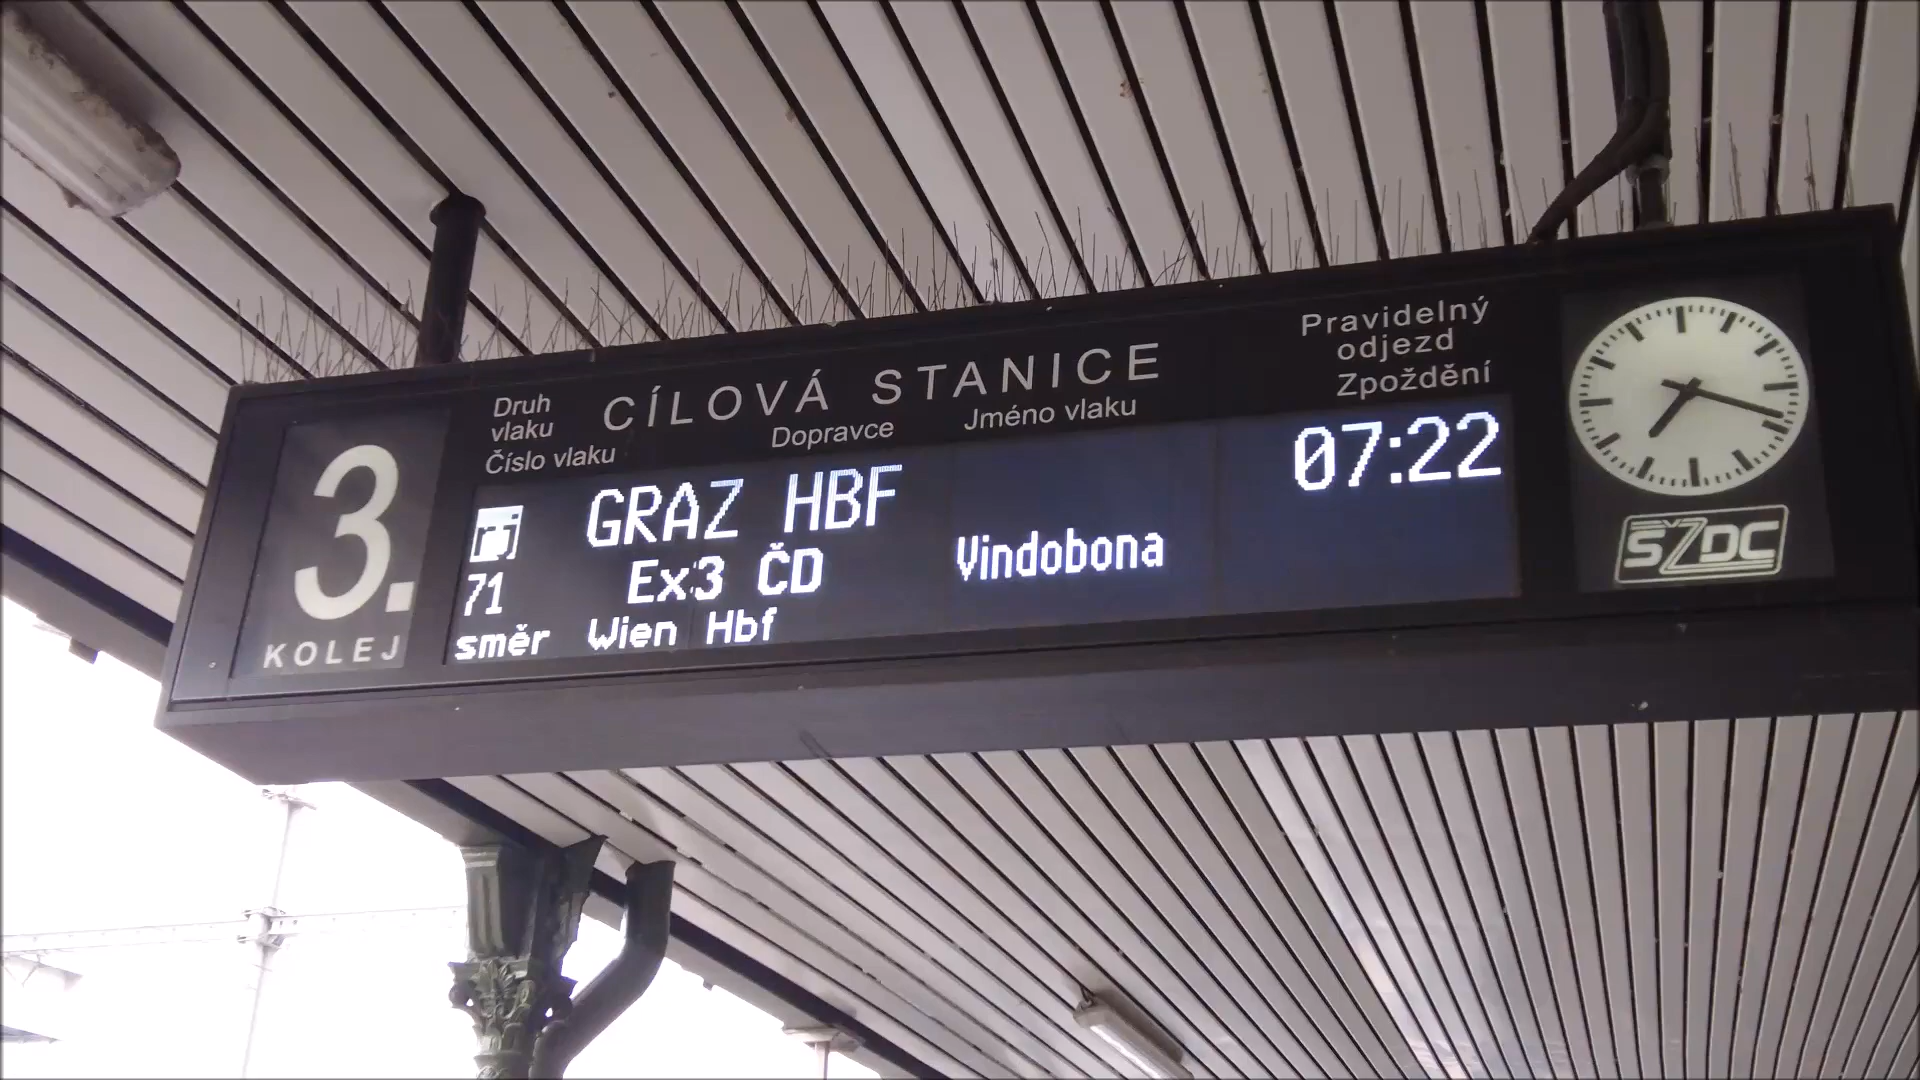 3.
KOLEJ
Druh
vlaku
Číslo vlaku
CÍLOVÁ STANICE
Dopravce
Jméno vlaku
Pravidelný
odjezd
Zpoždění
rj
GRAZ HBF
07:22
71
Ex3 ČD
Vindobona
směr Wien Hbf
SŽDC